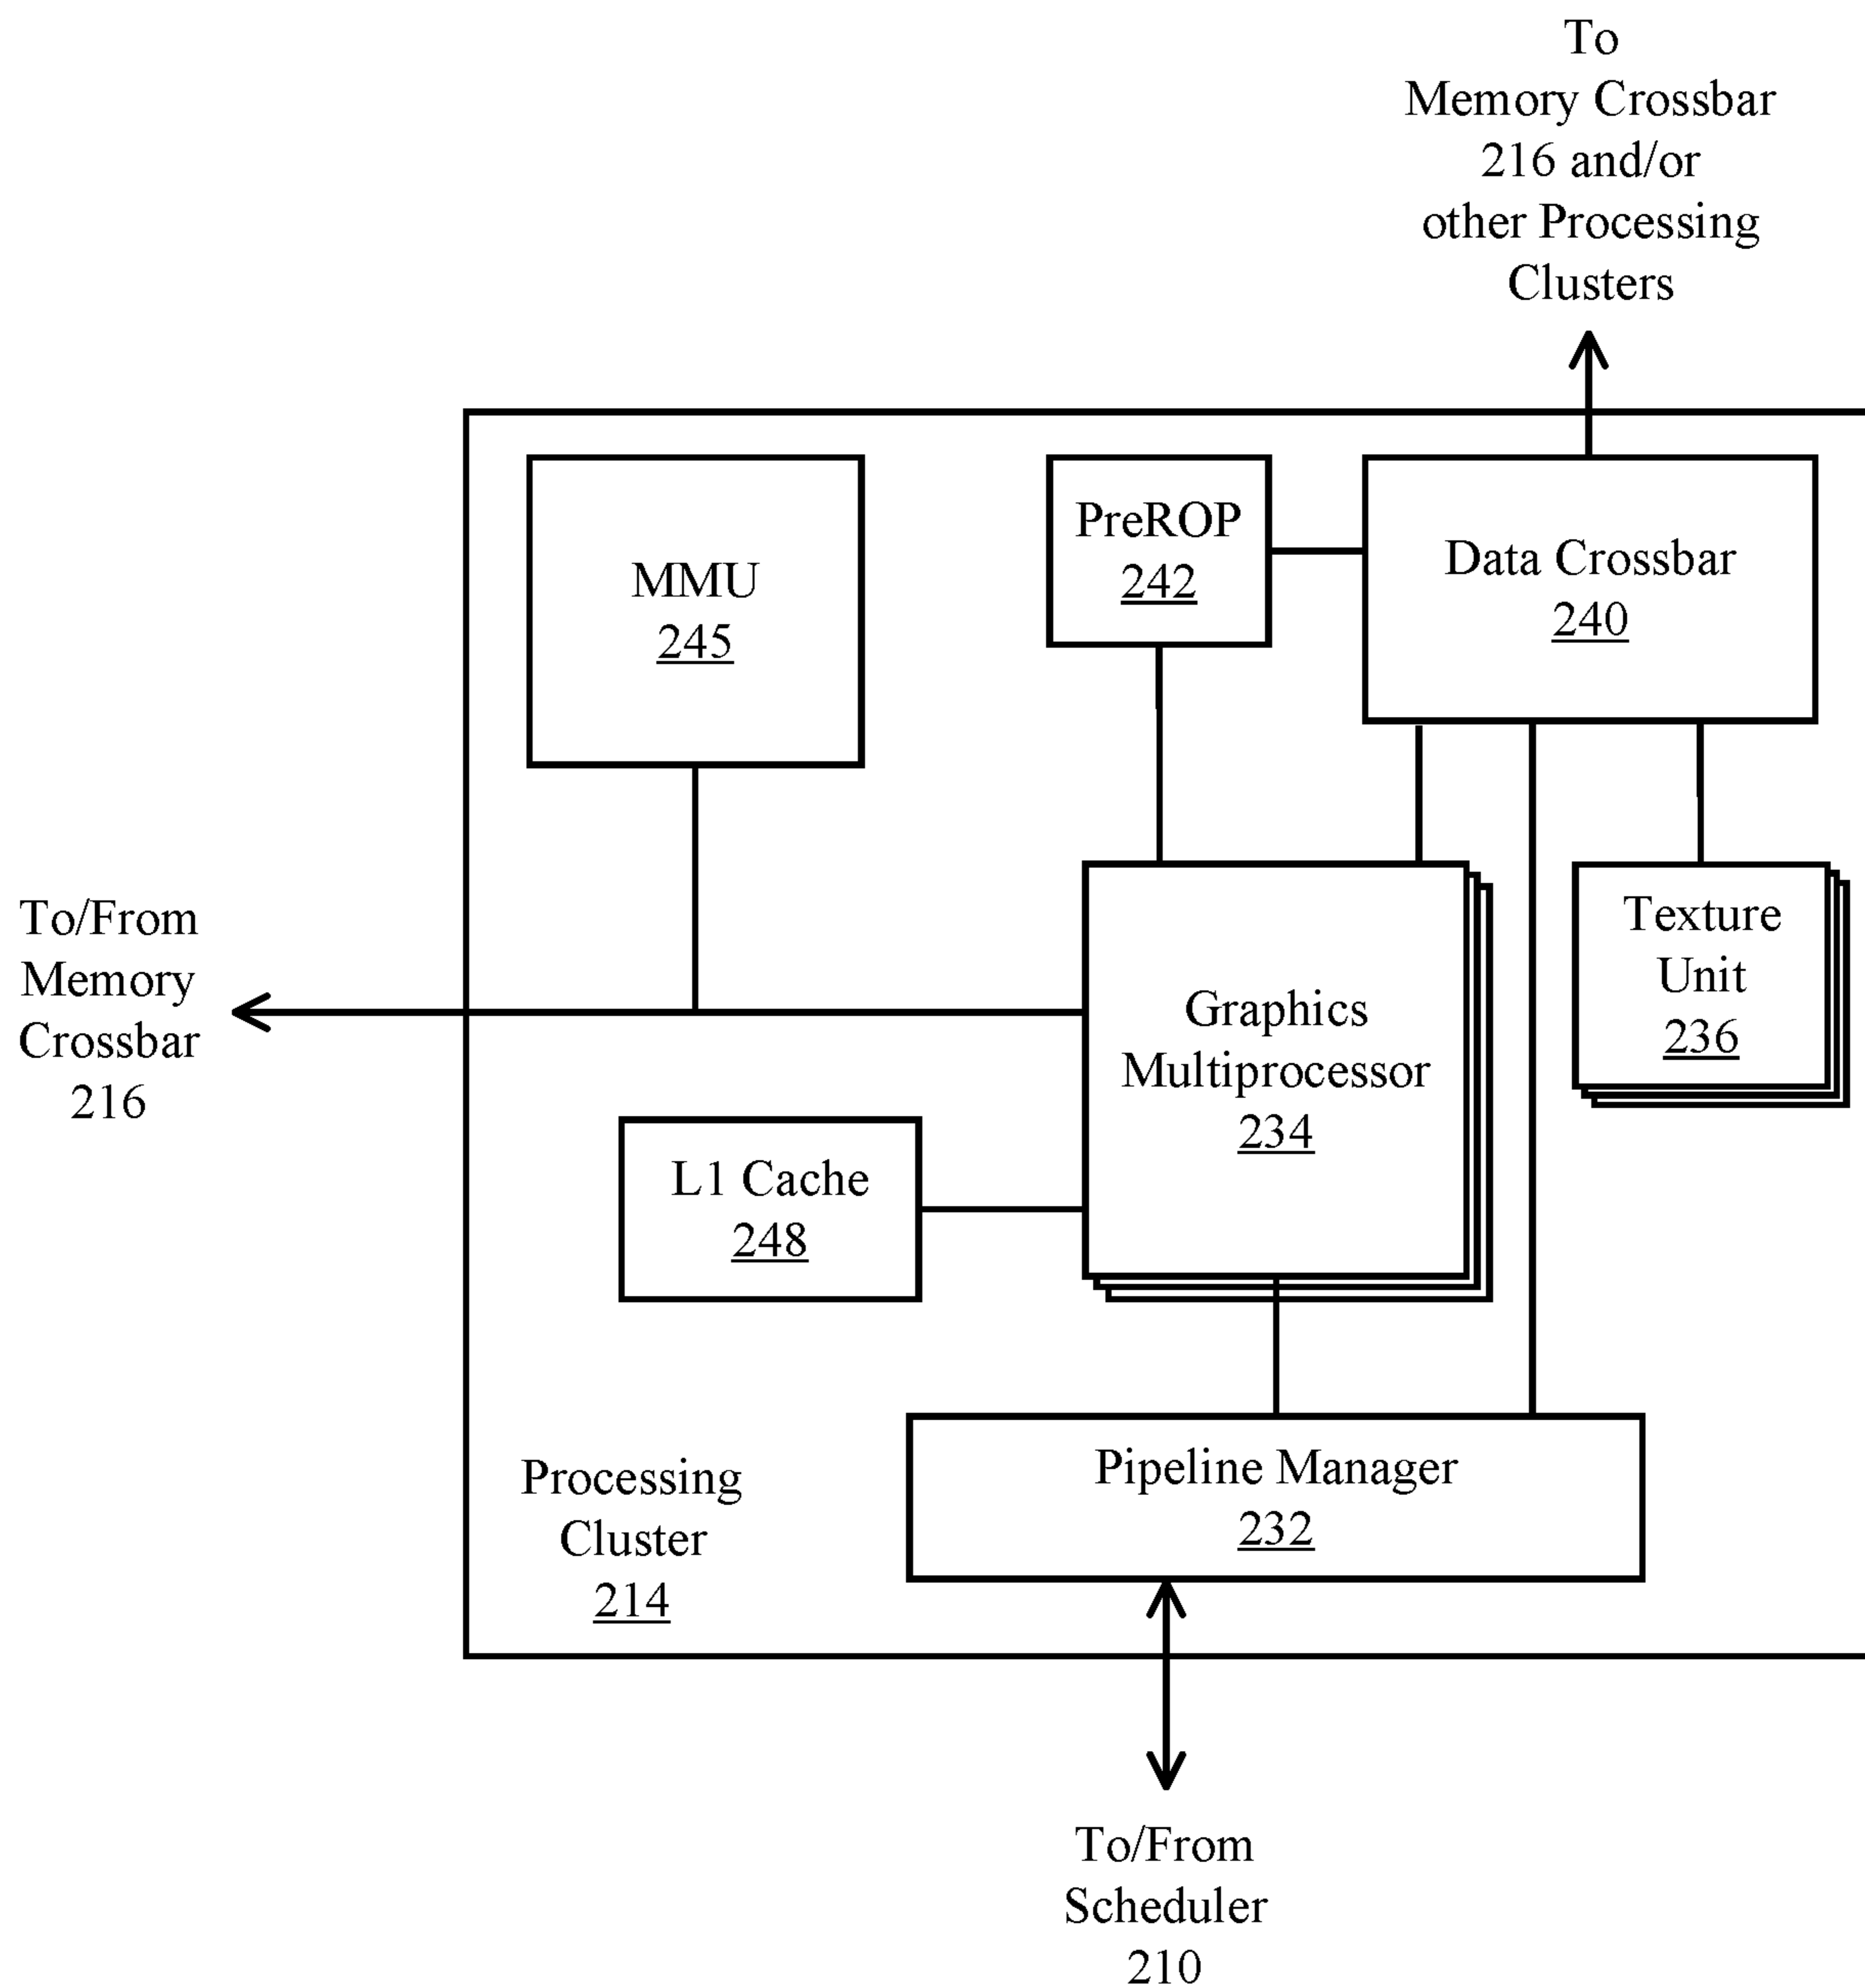 To
Memory Crossbar
216 and/or
other Processing
Clusters
MMU
245
PreROP
242
Data Crossbar
240
To/From
Memory
Crossbar
216
Graphics
Multiprocessor
234
Texture
Unit
236
L1 Cache
248
Processing
Cluster
214
Pipeline Manager
232
To/From
Scheduler
210